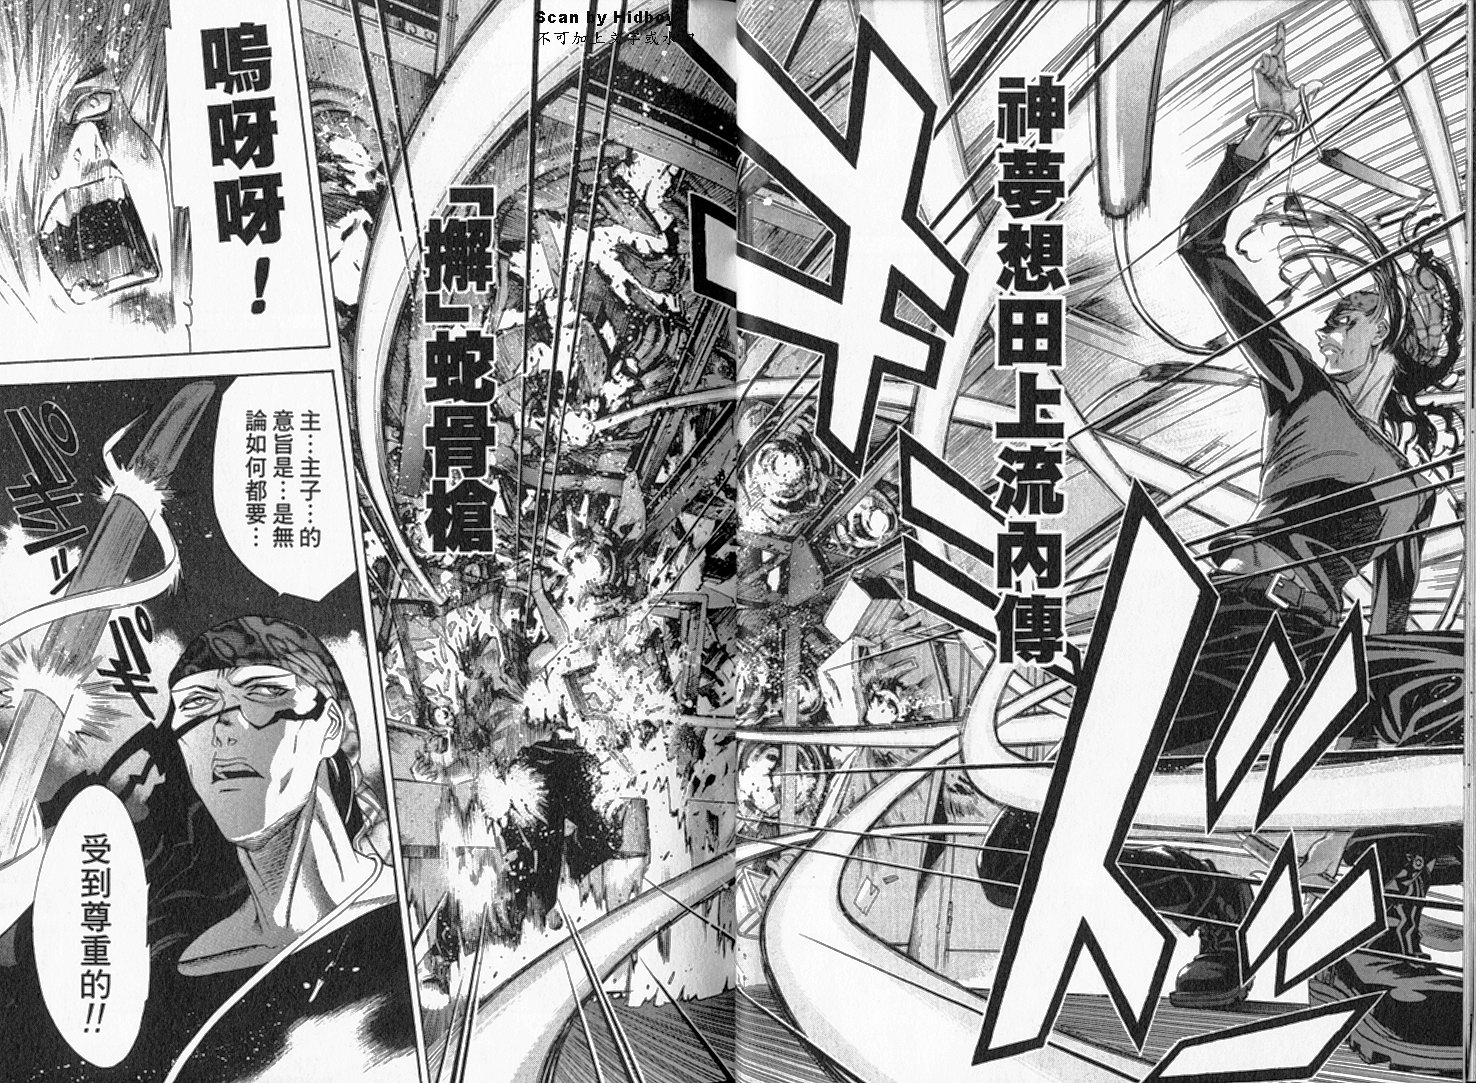 Scan by Hidboy
神夢想田上流內傳
「擀」蛇骨槍
嗚呀呀！
主…主子…的
意旨是…是無
論如何都要…
受到尊重的!!